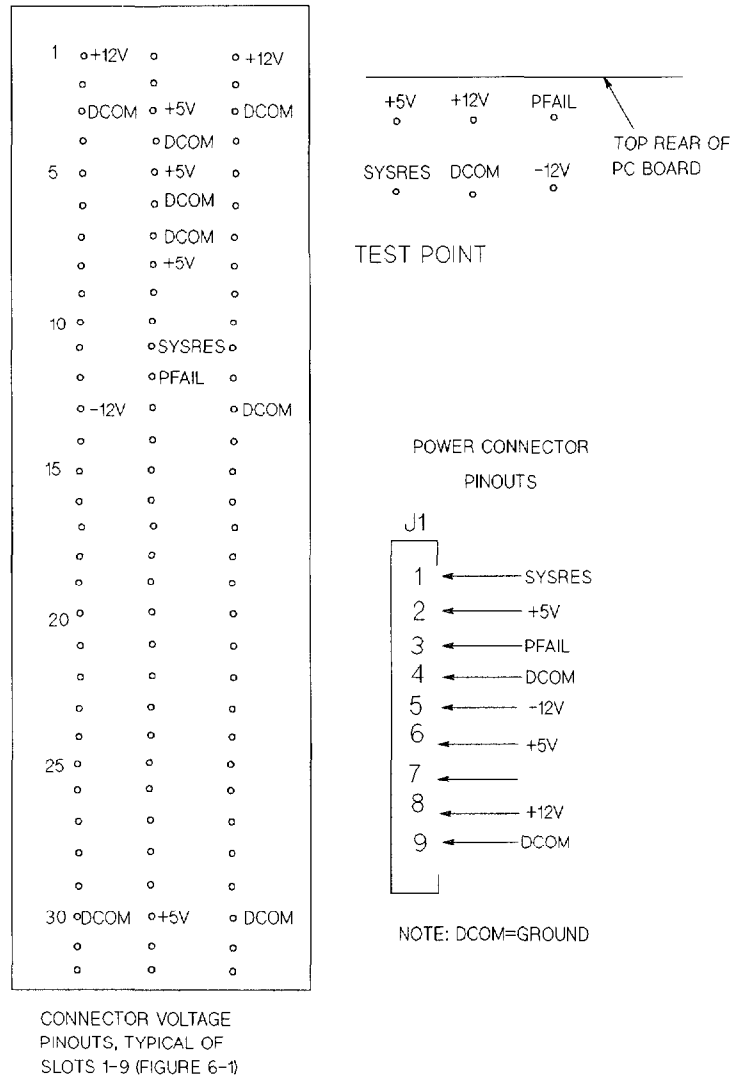 1 +12V +12V
DCOM +5V DCOM
DCOM
5 +5V
DCOM
DCOM
+5V
10
SYSRES
PFAIL
-12V DCOM
15
20
25
30 DCOM +5V DCOM
CONNECTOR VOLTAGE
PINOUTS, TYPICAL OF
SLOTS 1-9 (FIGURE 6-1)
+5V +12V PFAIL
SYSRES DCOM -12V
TOP REAR OF
PC BOARD
TEST POINT
POWER CONNECTOR
PINOUTS
J1
1 SYSRES
2 +5V
3 PFAIL
4 DCOM
5 -12V
6 +5V
7
8 +12V
9 DCOM
NOTE: DCOM=GROUND